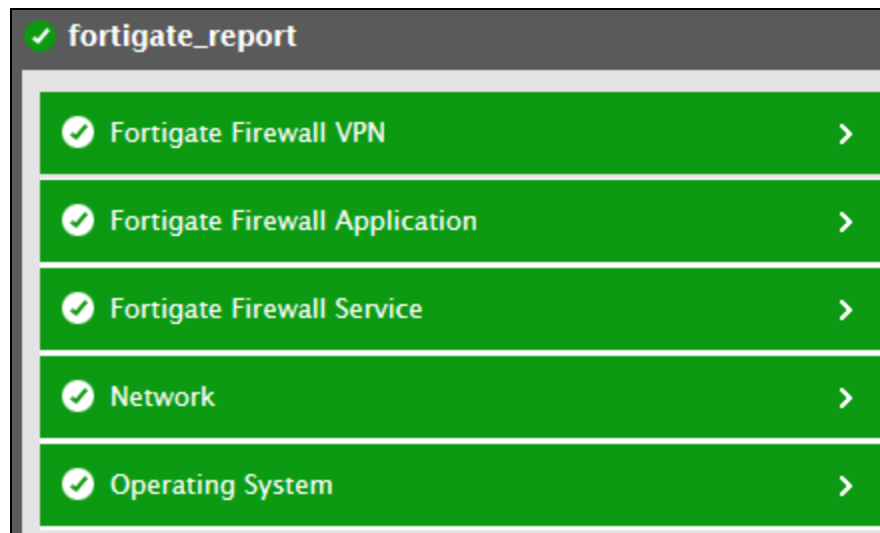 fortigate_report
Fortigate Firewall VPN
Fortigate Firewall Application
Fortigate Firewall Service
Network
Operating System